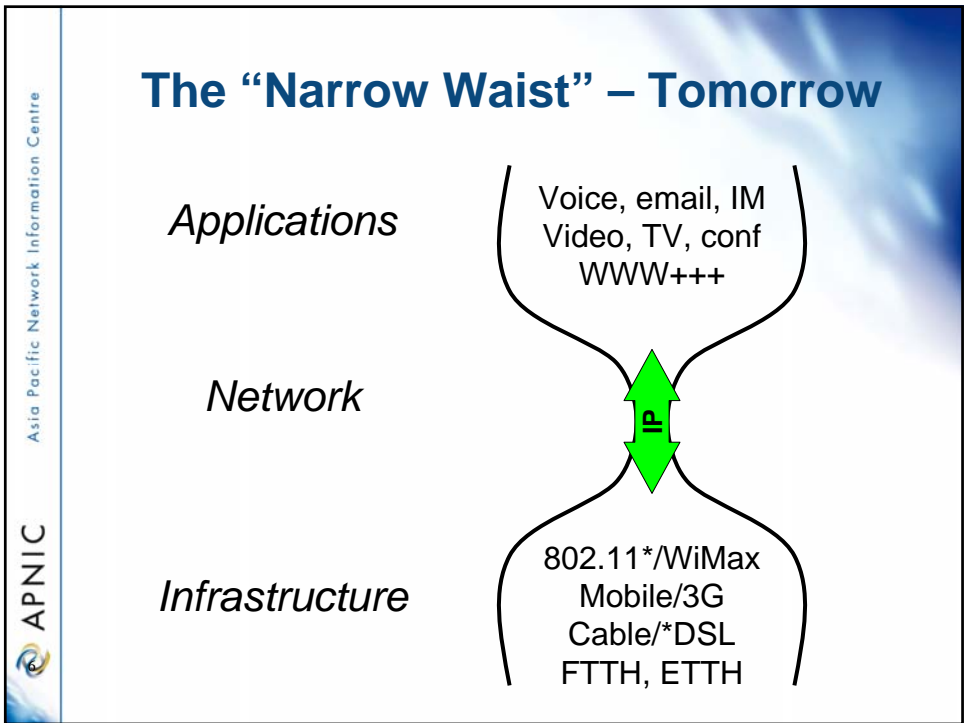 The “Narrow Waist” – Tomorrow
Applications
Voice, email, IM
Video, TV, conf
WWW+++
Network
IP
Infrastructure
802.11*/WiMax
Mobile/3G
Cable/*DSL
FTTH, ETTH
Asia Pacific Network Information Centre
APNIC
6